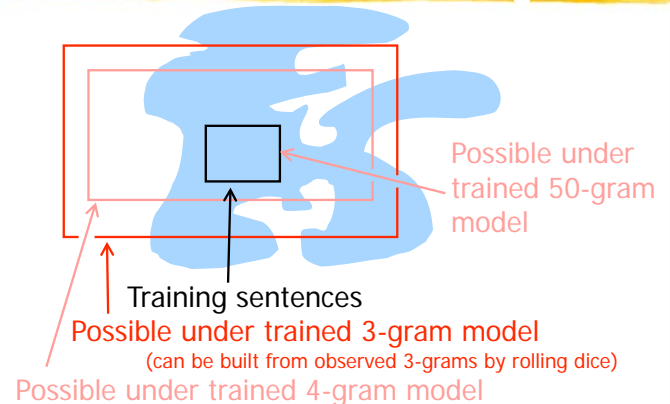 Possible under
trained 50-gram
model
Training sentences
Possible under trained 3-gram model
(can be built from observed 3-grams by rolling dice)
Possible under trained 4-gram model